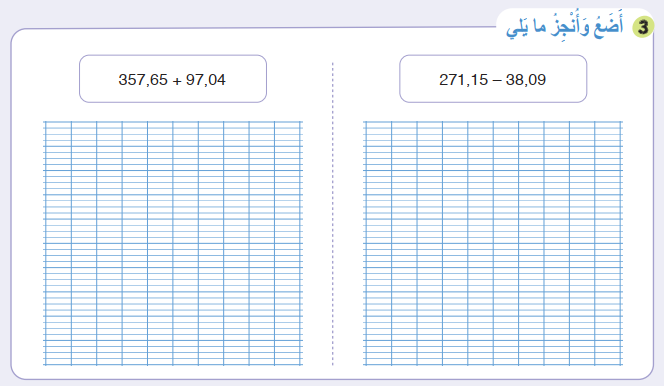 3 أَضَعُ وَأُنْجِزُ ما يَلي
271,15 – 38,09
357,65 + 97,04